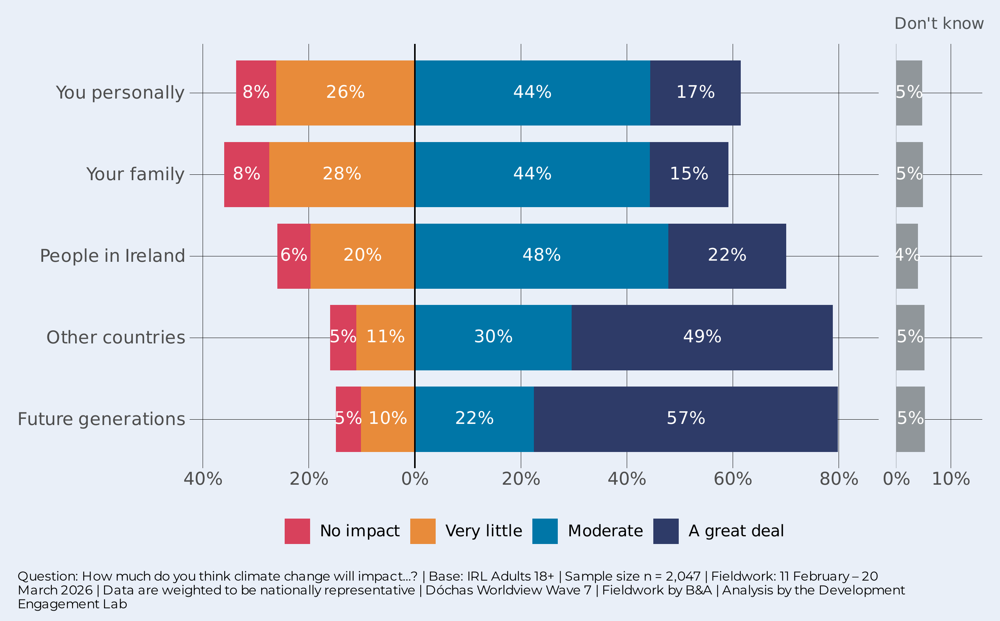 Don't know
You personally 8% 26% 44% 17% 5%
Your family 8% 28% 44% 15% 5%
People in Ireland 6% 20% 48% 22% 4%
Other countries 5% 11% 30% 49% 5%
Future generations 5% 10% 22% 57% 5%
40% 20% 0% 20% 40% 60% 80% 0% 10%
No impact Very little Moderate A great deal
Question: How much do you think climate change will impact...? | Base: IRL Adults 18+ | Sample size n = 2,047 | Fieldwork: 11 February – 20
March 2026 | Data are weighted to be nationally representative | Dóchas Worldview Wave 7 | Fieldwork by B&A | Analysis by the Development
Engagement Lab